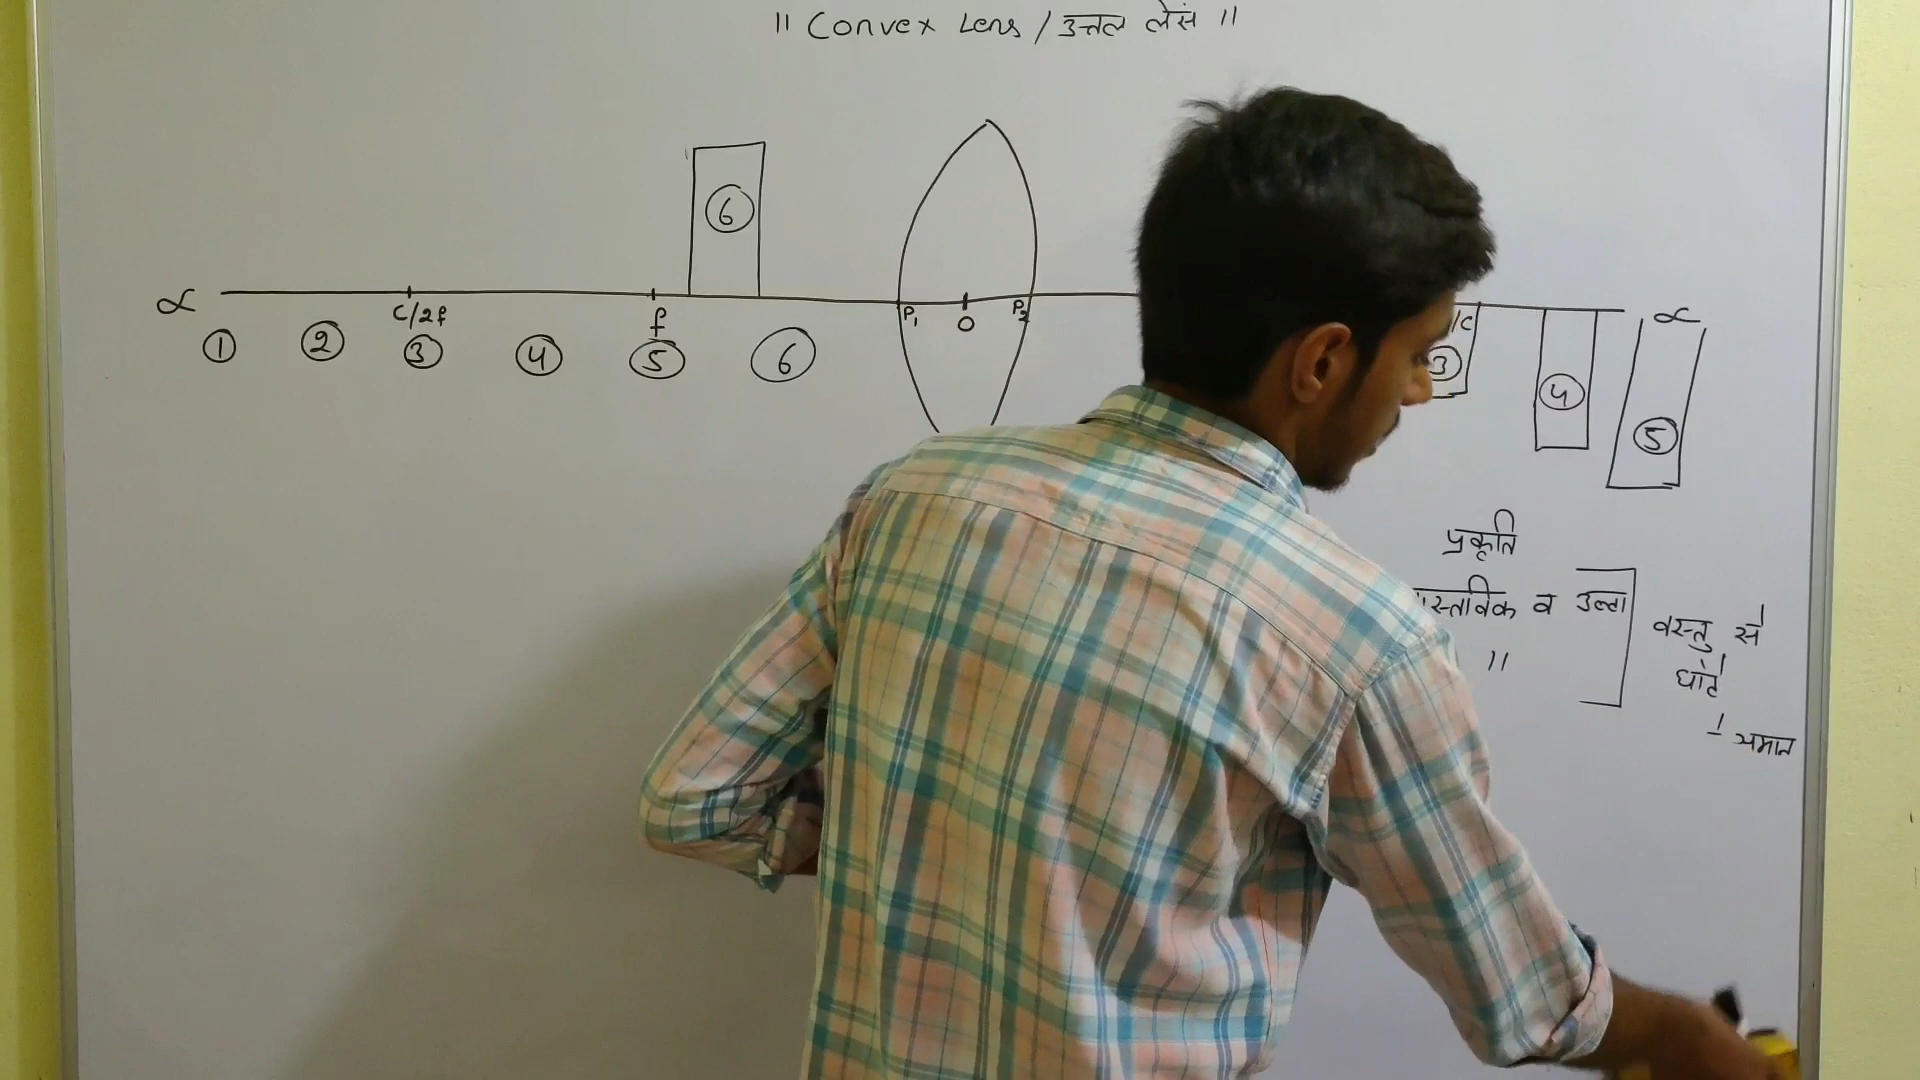 ॥ Convex Lens / उत्तल लेसं ॥
6
∝
C/2f
f
P₁
O
P₂
/C
∝
① ② ③ ④ ⑤ ⑥
③ ④ ⑤
प्रकृति
ास्तविक व उल्टा
॥
वस्तु से
समान